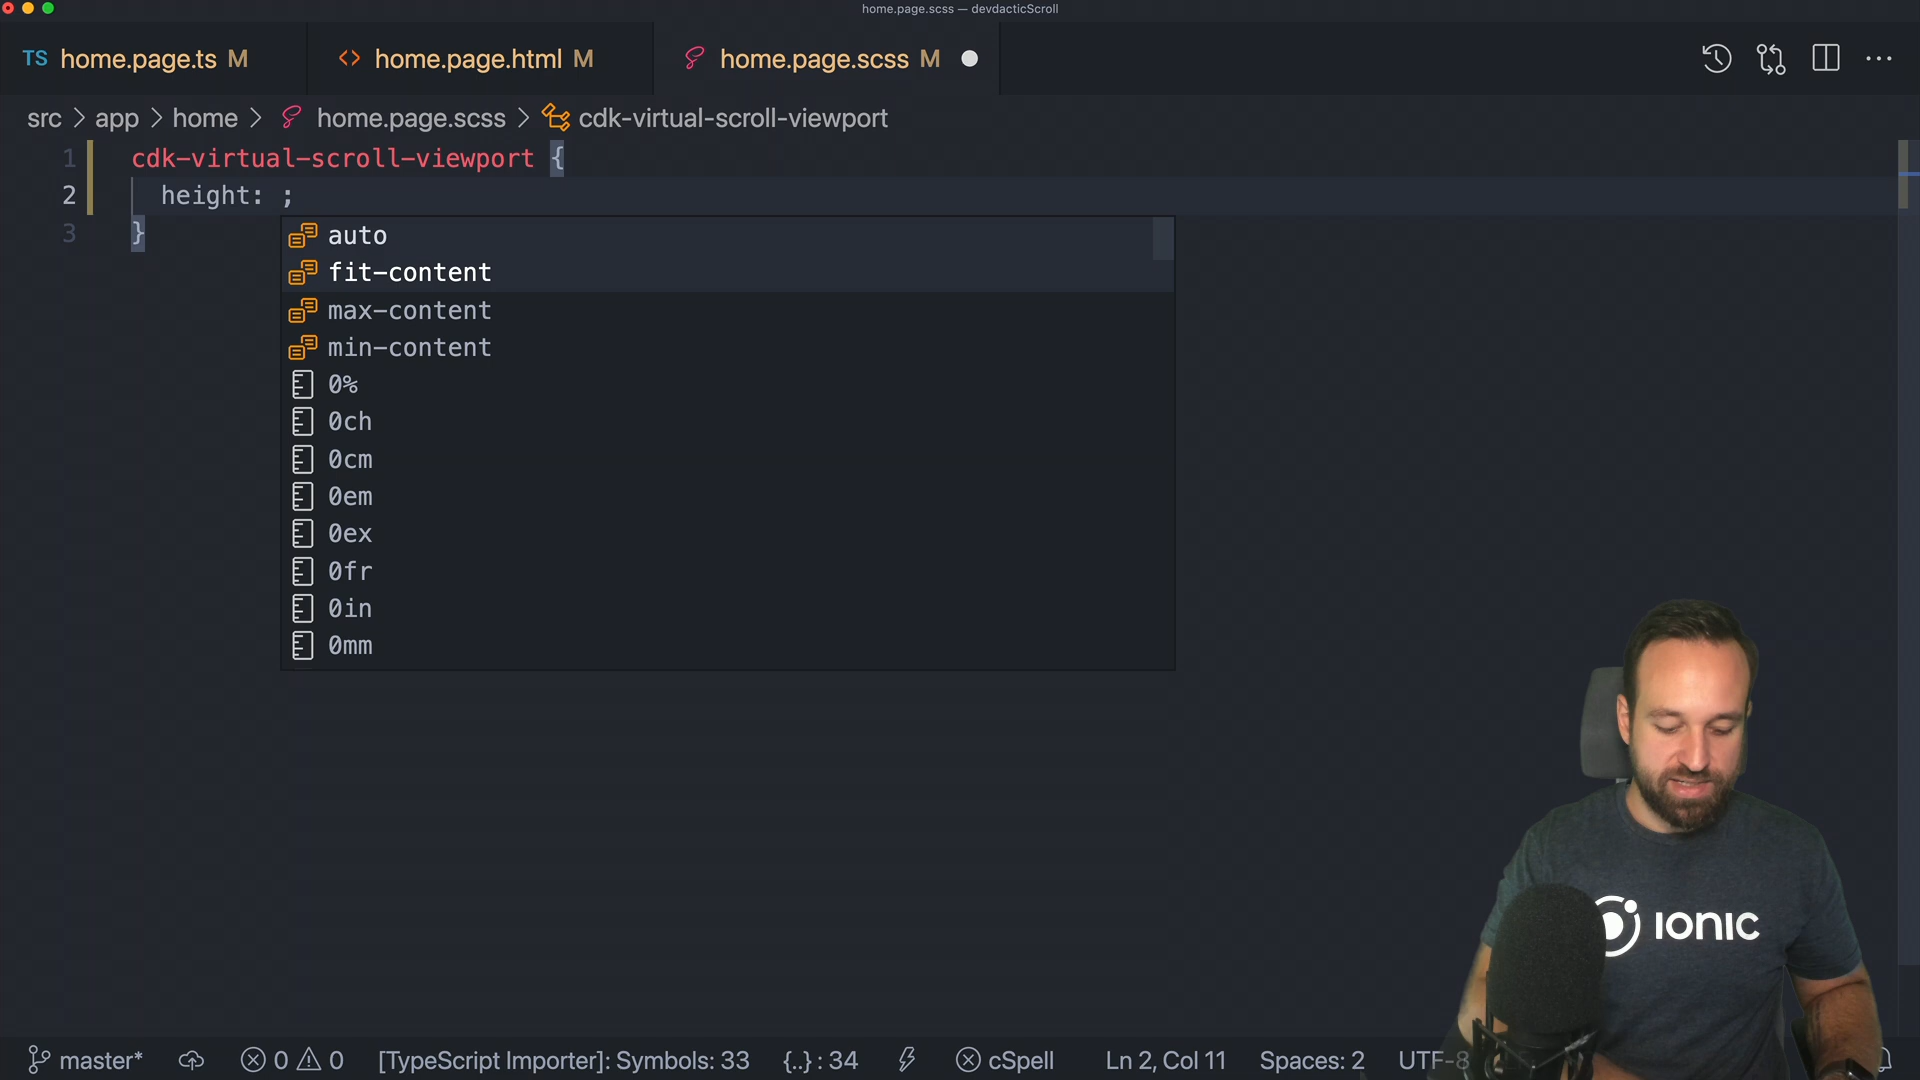 home.page.scss — devdacticScroll
TS home.page.ts M
home.page.html M
home.page.scss M
src > app > home > home.page.scss > cdk-virtual-scroll-viewport
1 cdk-virtual-scroll-viewport {
2 height: ;
3 }
auto
fit-content
max-content
min-content
0%
0ch
0cm
0em
0ex
0fr
0in
0mm
IONIC
master* 0 0 [TypeScript Importer]: Symbols: 33 {..} : 34 cSpell Ln 2, Col 11 Spaces: 2 UTF-8